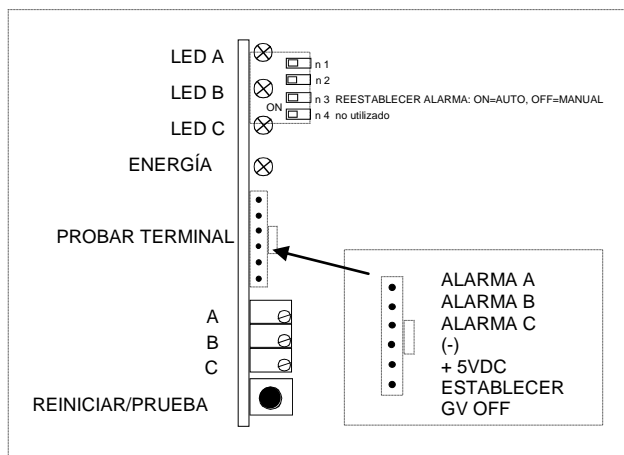 LED A
n 1
n 2
LED B
n 3 REESTABLECER ALARMA: ON=AUTO, OFF=MANUAL
ON
n 4 no utilizado
LED C
ENERGÍA
PROBAR TERMINAL
A
B
C
REINICIAR/PRUEBA
ALARMA A
ALARMA B
ALARMA C
(-)
+ 5VDC
ESTABLECER
GV OFF